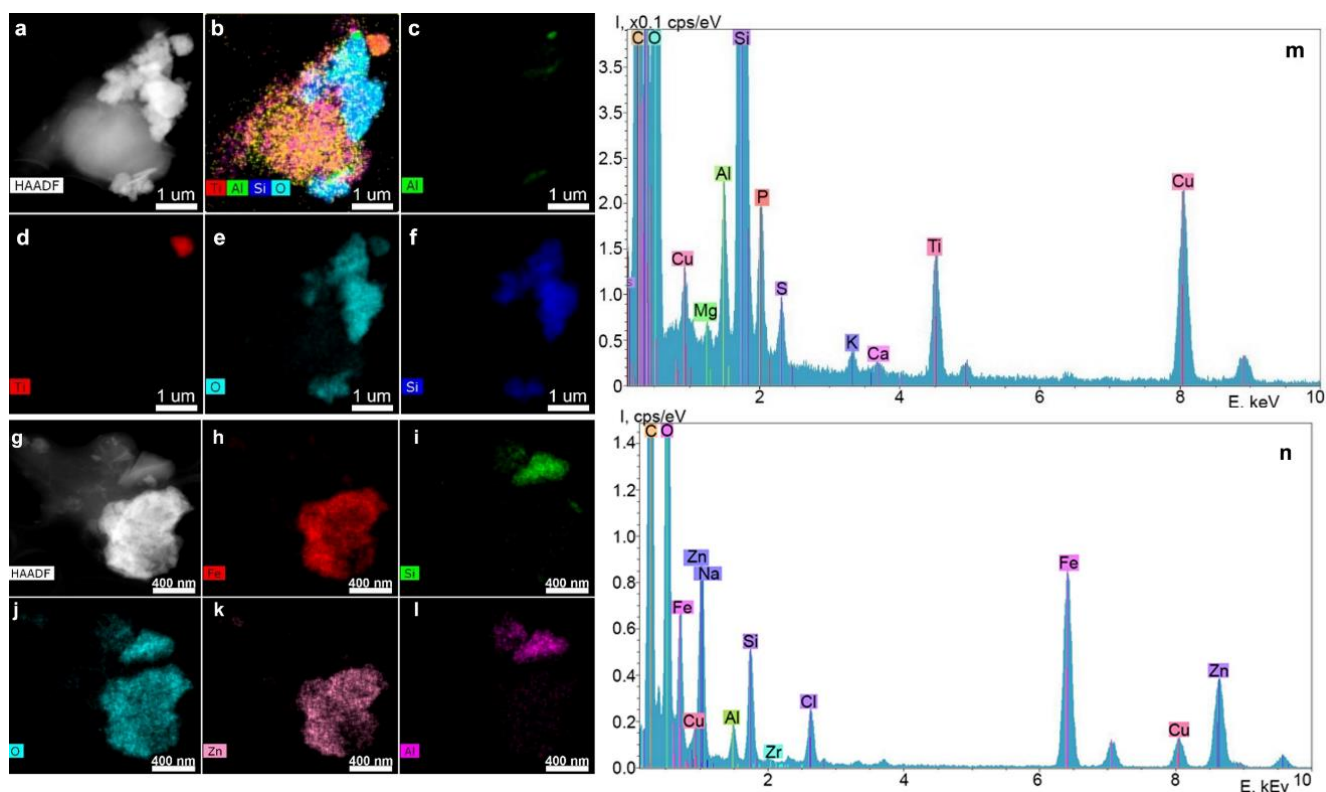 a
HAADF
1 um
b
Ti Al Si O
1 um
c
Al
1 um
d
Ti
1 um
e
O
1 um
f
Si
1 um
g
HAADF
400 nm
h
Fe
400 nm
i
Si
400 nm
j
O
400 nm
k
Zn
400 nm
l
Al
400 nm
I, x0.1 cps/eV
m
C O Si
3.5
3.0
2.5
2.0
1.5
1.0
0.5
0
Cu
Mg
Al
P
S
K
Ca
Ti
Cu
2 4 6 8 10
E, keV
I, cps/eV
n
C O
1.4
1.2
1.0
0.8
0.6
0.4
0.2
0.0
Fe
Cu
Zn
Na
Al
Si
Zr
Cl
Fe
Cu
Zn
2 4 6 8 10
E, kEv